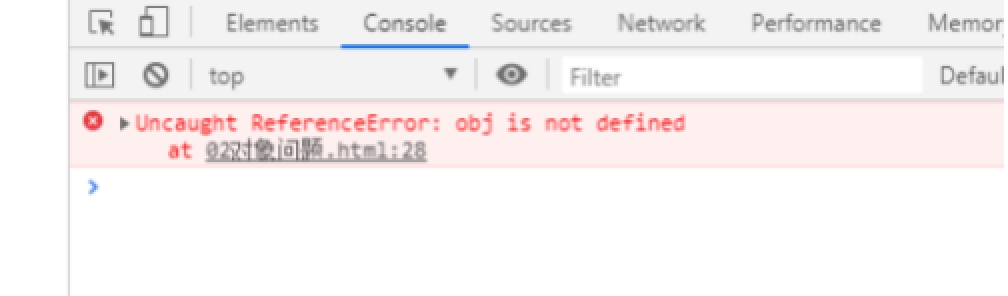 Elements Console Sources Network Performance Memor
top Filter Defaul
Uncaught ReferenceError: obj is not defined
at 02对象问题.html:28